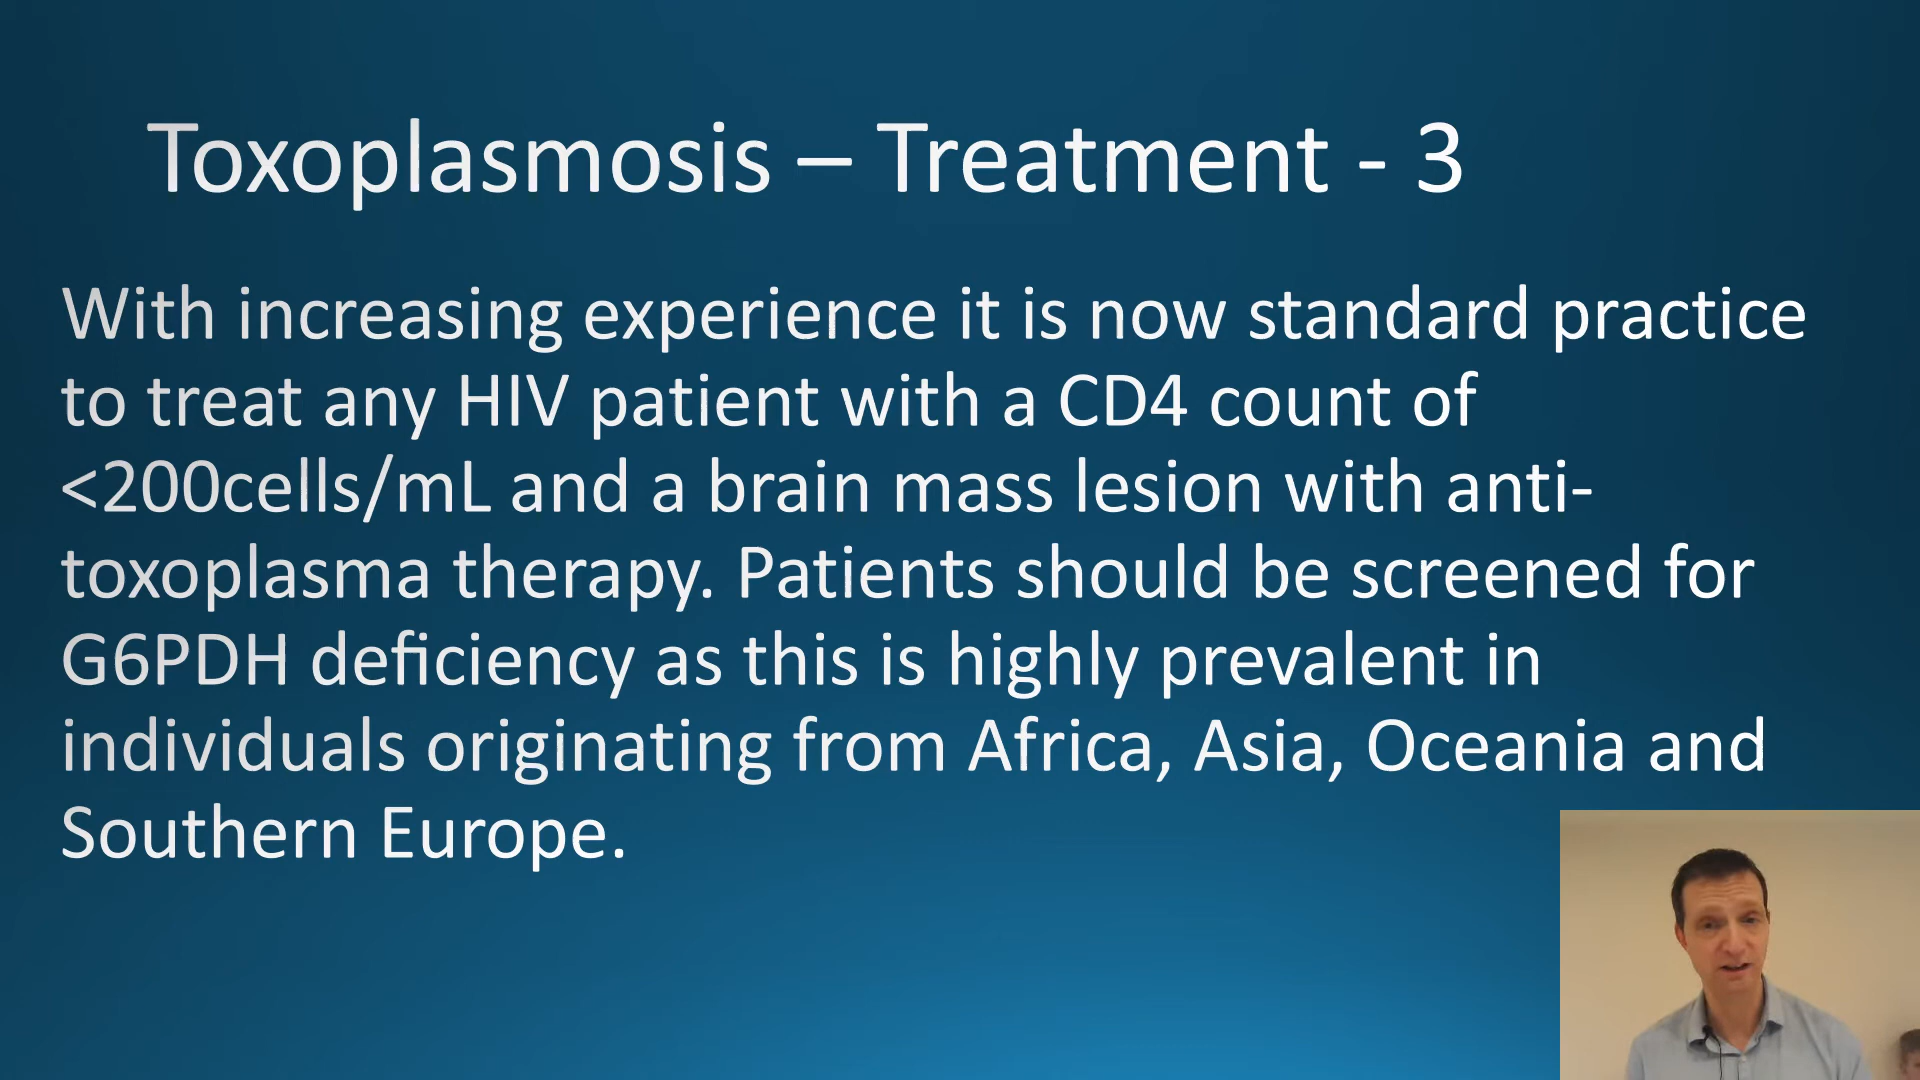 Toxoplasmosis – Treatment - 3
With increasing experience it is now standard practice
to treat any HIV patient with a CD4 count of
<200cells/mL and a brain mass lesion with anti-
toxoplasma therapy. Patients should be screened for
G6PDH deficiency as this is highly prevalent in
individuals originating from Africa, Asia, Oceania and
Southern Europe.